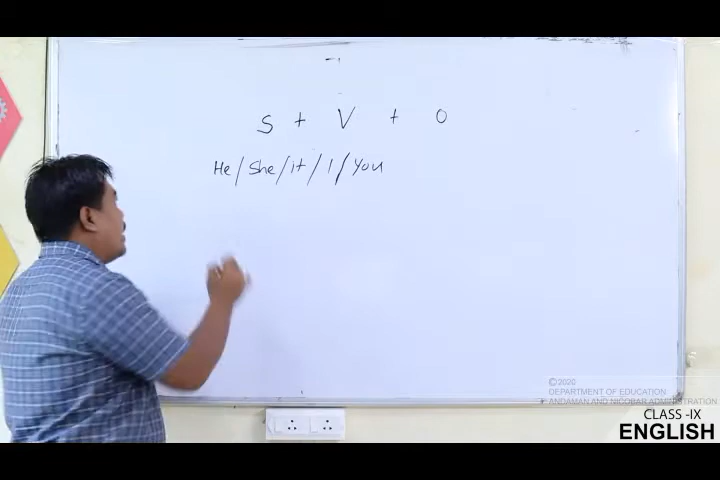 S + V + O
He / She / it / I / You
©2020
DEPARTMENT OF EDUCATION
ANDAMAN AND NICOBAR ADMINISTRATION
CLASS -IX
ENGLISH